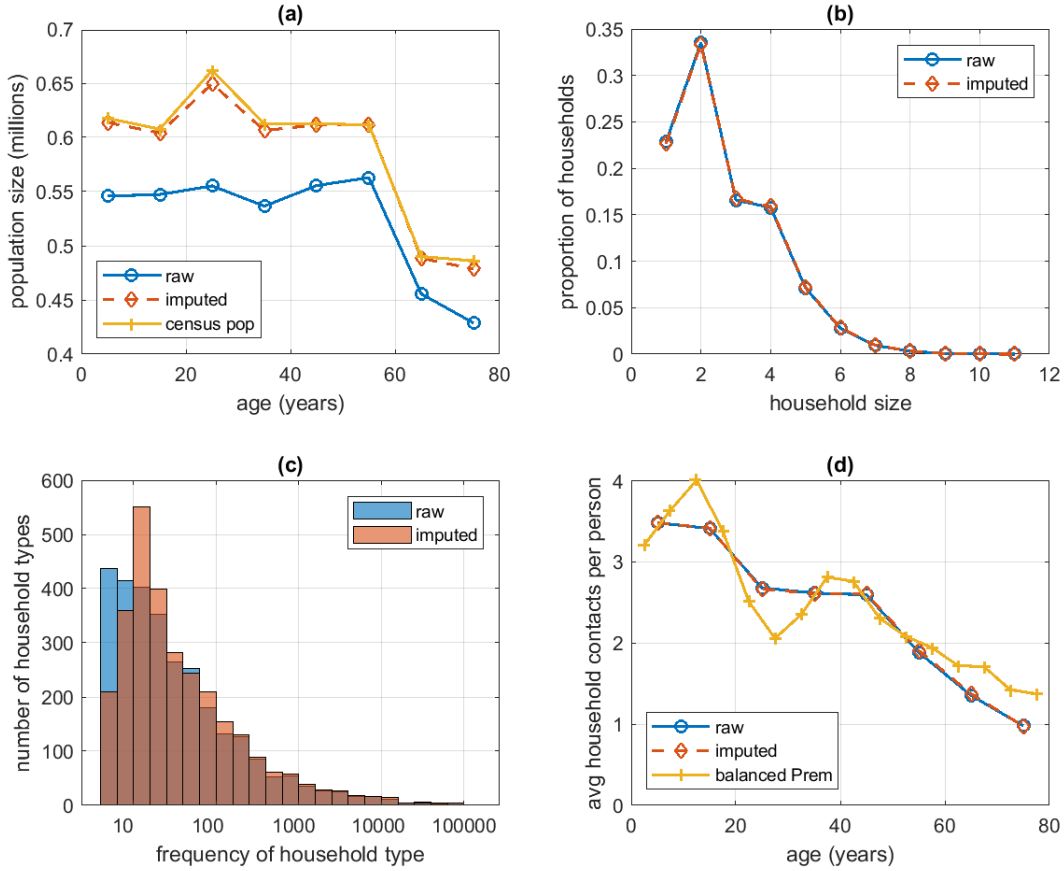 (a)
population size (millions)
0.7
0.65
0.6
0.55
0.5
0.45
0.4
raw
imputed
census pop
0 20 40 60 80
age (years)
(b)
proportion of households
0.35
0.3
0.25
0.2
0.15
0.1
0.05
0
raw
imputed
0 2 4 6 8 10 12
household size
(c)
number of household types
600
500
400
300
200
100
0
raw
imputed
10 100 1000 10000 100000
frequency of household type
(d)
avg household contacts per person
4
3
2
1
0
raw
imputed
balanced Prem
0 20 40 60 80
age (years)